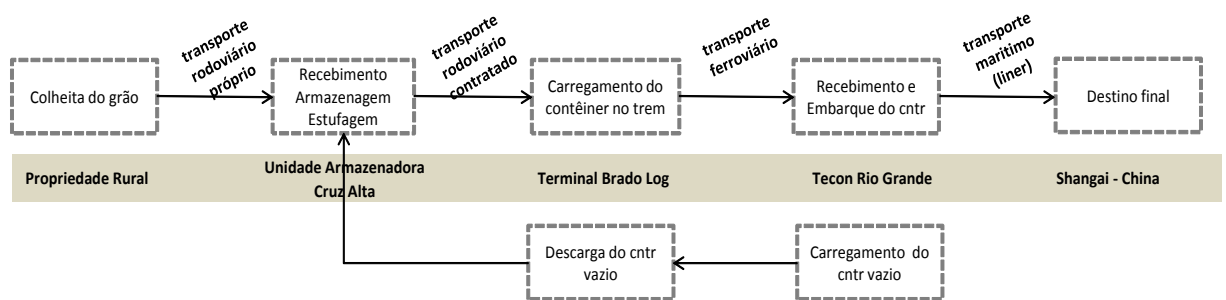 transporte
rodoviário
próprio
transporte
rodoviário
contratado
transporte
ferroviário
transporte
maritimo
(liner)
Colheita do grão
Recebimento
Armazenagem
Estufagem
Carregamento do
contêiner no trem
Recebimento e
Embarque do cntr
Destino final
Propriedade Rural
Unidade Armazenadora
Cruz Alta
Terminal Brado Log
Tecon Rio Grande
Shangai - China
Descarga do cntr
vazio
Carregamento do
cntr vazio